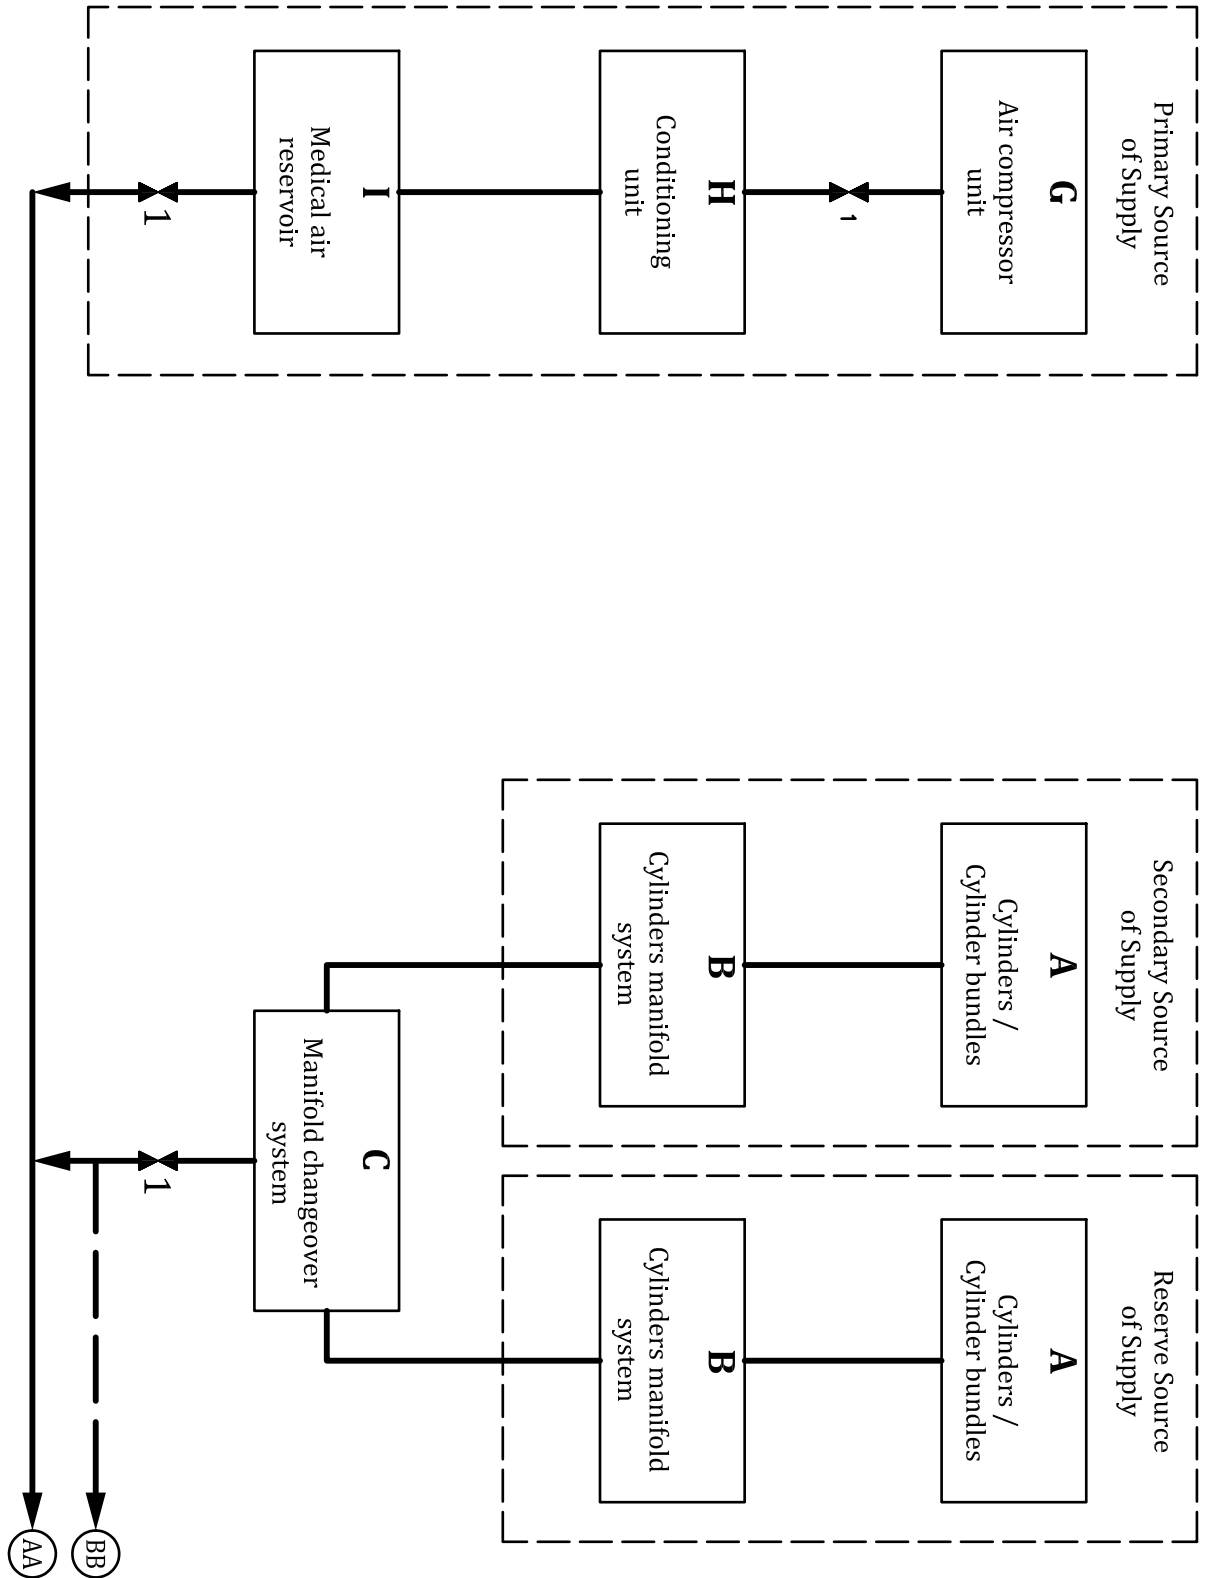 Primary Source
of Supply
G
Air compressor
unit
1
H
Conditioning
unit
I
Medical air
reservoir
1
Secondary Source
of Supply
A
Cylinders /
Cylinder bundles
B
Cylinders manifold
system
Reserve Source
of Supply
A
Cylinders /
Cylinder bundles
B
Cylinders manifold
system
C
Manifold changeover
system
1
BB
AA